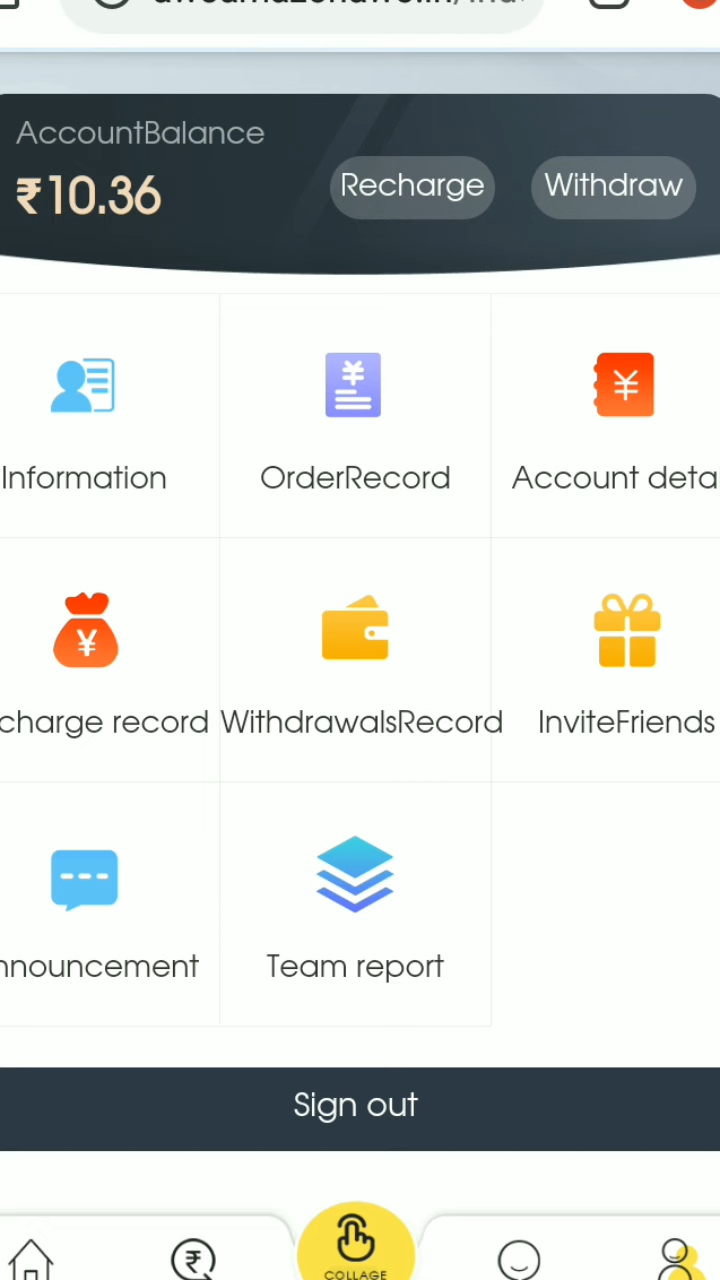 AccountBalance
₹10.36
Recharge
Withdraw
Information
OrderRecord
Account deta
charge record
WithdrawalsRecord
InviteFriends
nnouncement
Team report
Sign out
COLLAGE